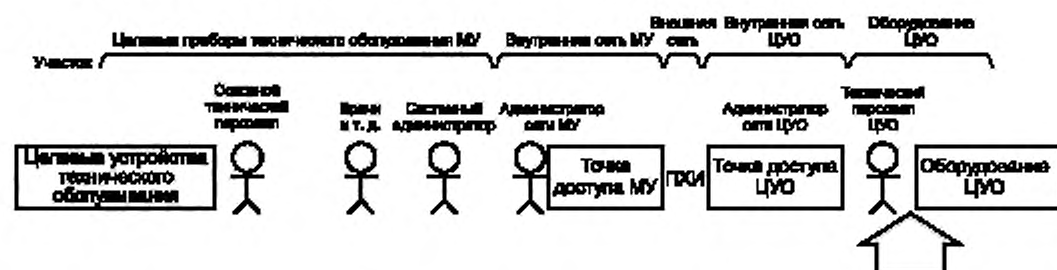 Внешняя Внутренняя сеть Оборудование
Целевые приборы технического обслуживания МУ Внутренняя сеть МУ сеть ЦУО ЦУО
Участок
Основной
технический
персонал
Врачи
и т. д.
Системный
администратор
Администратор
сети МУ
Администратор
сети ЦУО
Технический
персонал
ЦУО
Целевые устройства
технического
обслуживания
Точка
доступа МУ
ПХИ
Точка доступа
ЦУО
Оборудование
ЦУО